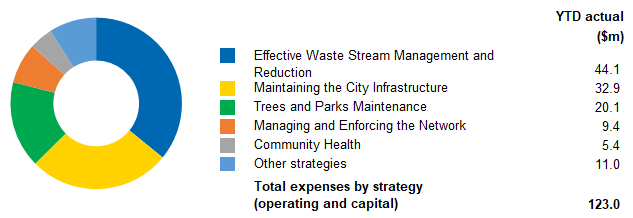 YTD actual
($m)
Effective Waste Stream Management and
Reduction 44.1
Maintaining the City Infrastructure 32.9
Trees and Parks Maintenance 20.1
Managing and Enforcing the Network 9.4
Community Health 5.4
Other strategies 11.0
Total expenses by strategy
(operating and capital) 123.0